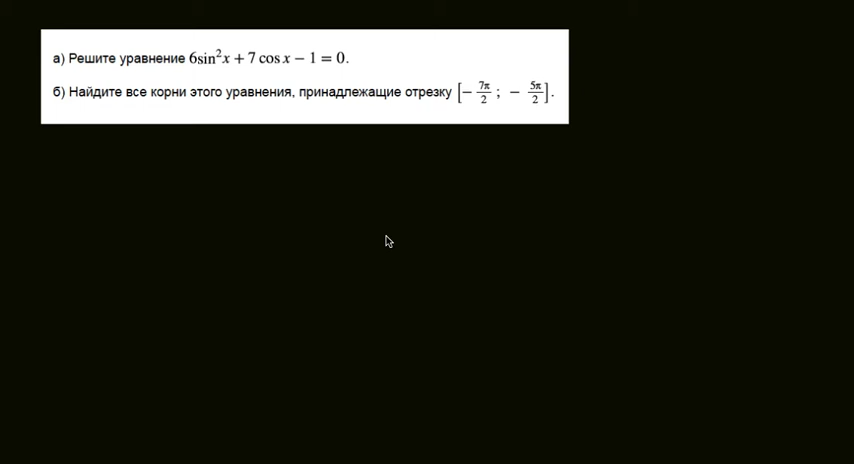 а) Решите уравнение 6sin²x + 7 cos x − 1 = 0.
б) Найдите все корни этого уравнения, принадлежащие отрезку [− 7π/2 ; − 5π/2].